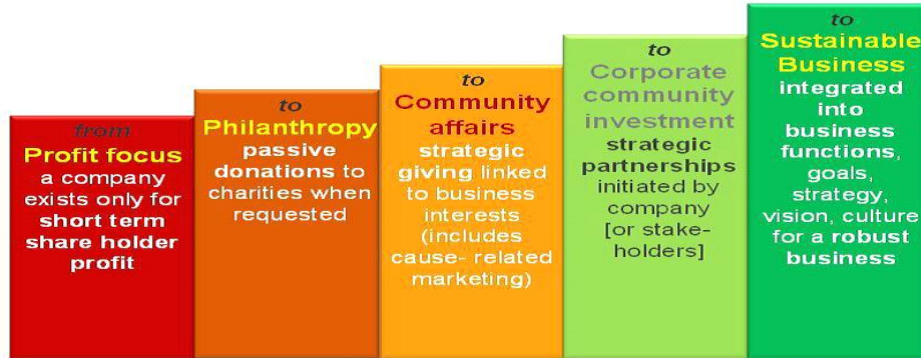 from
Profit focus
a company
exists only for
short term
share holder
profit
to
Philanthropy
passive
donations to
charities when
requested
to
Community
affairs
strategic
giving linked
to business
interests
(includes
cause- related
marketing)
to
Corporate
community
investment
strategic
partnerships
initiated by
company
[or stake-
holders]
to
Sustainable
Business
integrated
into
business
functions,
goals,
strategy,
vision, culture
for a robust
business